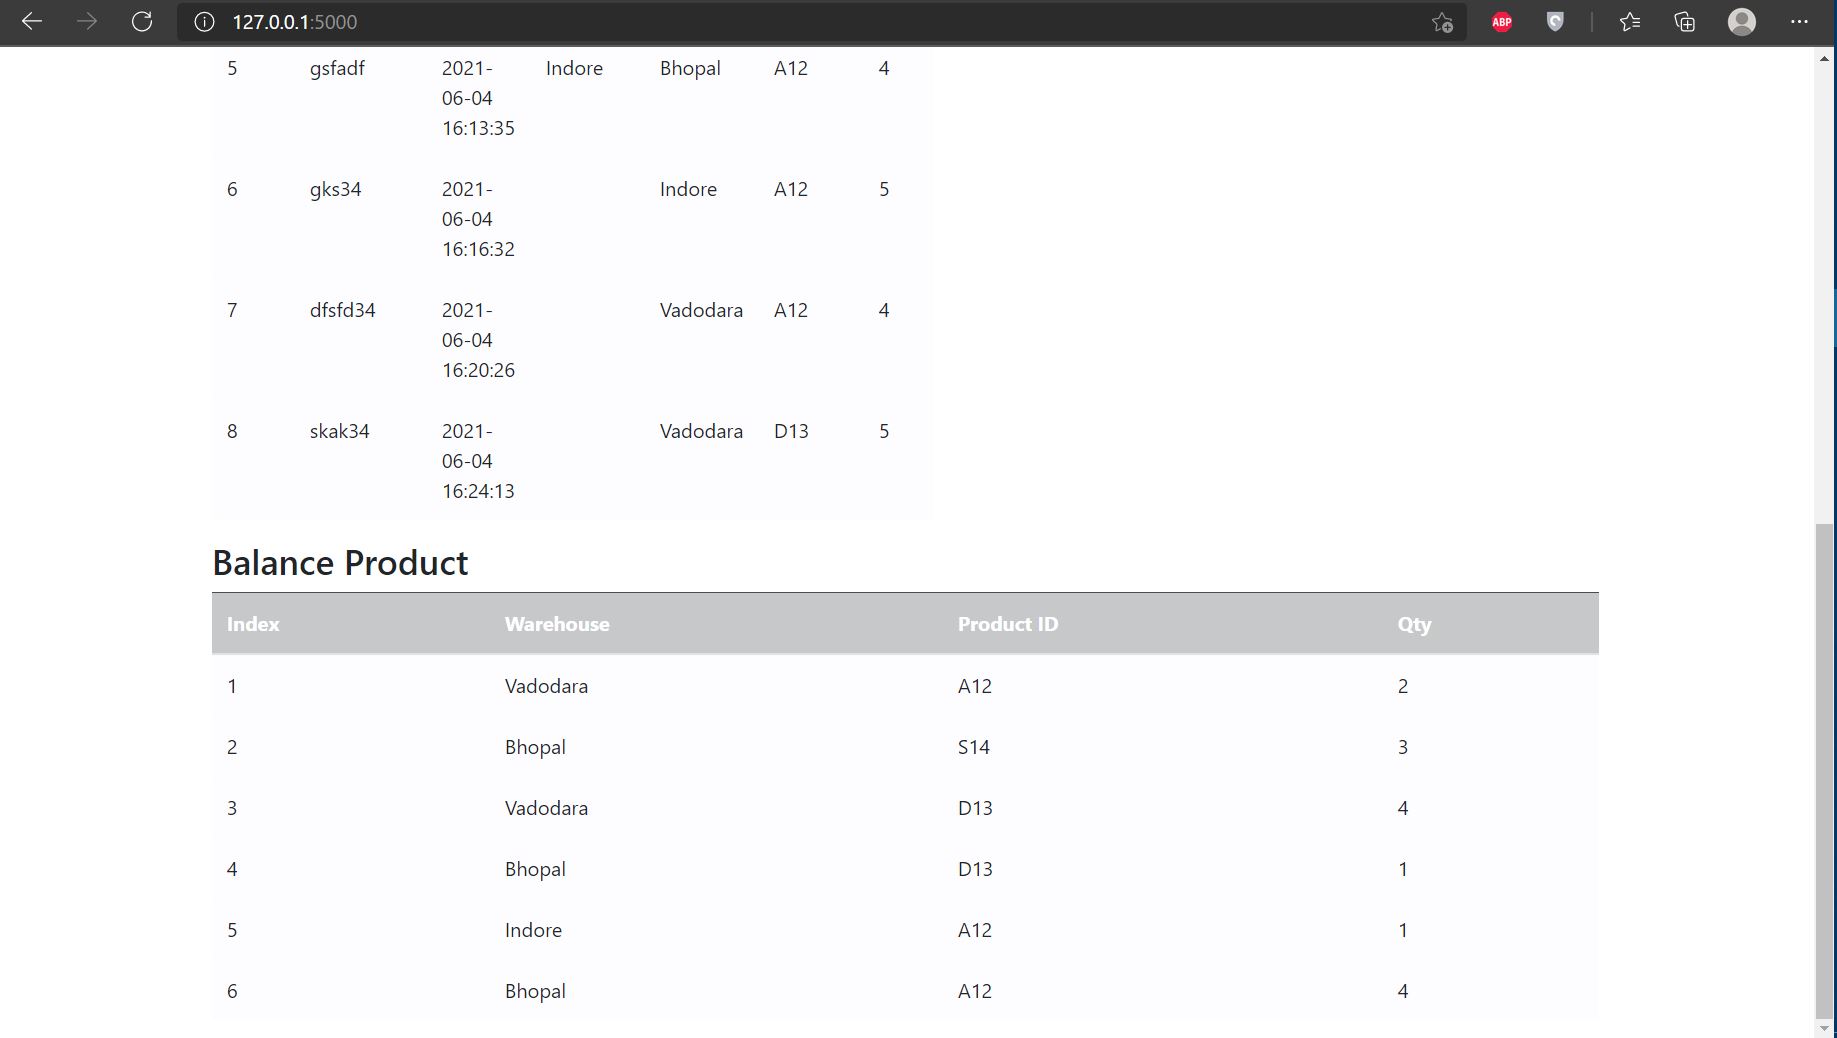 127.0.0.1:5000
ABP
5 gsfadf 2021- Indore Bhopal A12 4
06-04
16:13:35
6 gks34 2021- Indore A12 5
06-04
16:16:32
7 dfsfd34 2021- Vadodara A12 4
06-04
16:20:26
8 skak34 2021- Vadodara D13 5
06-04
16:24:13
Balance Product
Index Warehouse Product ID Qty
1 Vadodara A12 2
2 Bhopal S14 3
3 Vadodara D13 4
4 Bhopal D13 1
5 Indore A12 1
6 Bhopal A12 4